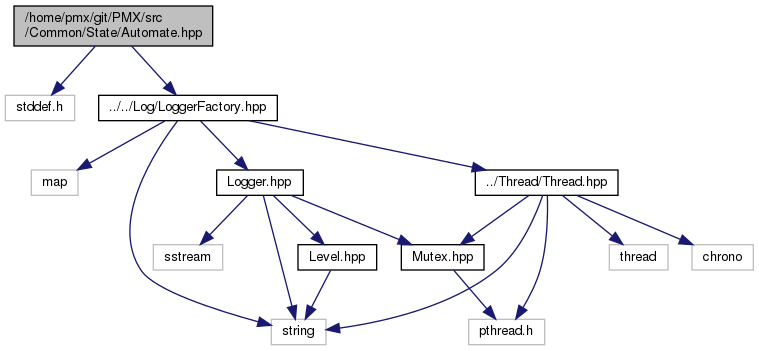 /home/pmx/git/PMX/src
/Common/State/Automate.hpp
stddef.h
../../Log/LoggerFactory.hpp
map
Logger.hpp
../Thread/Thread.hpp
sstream
Level.hpp
Mutex.hpp
thread
chrono
string
pthread.h